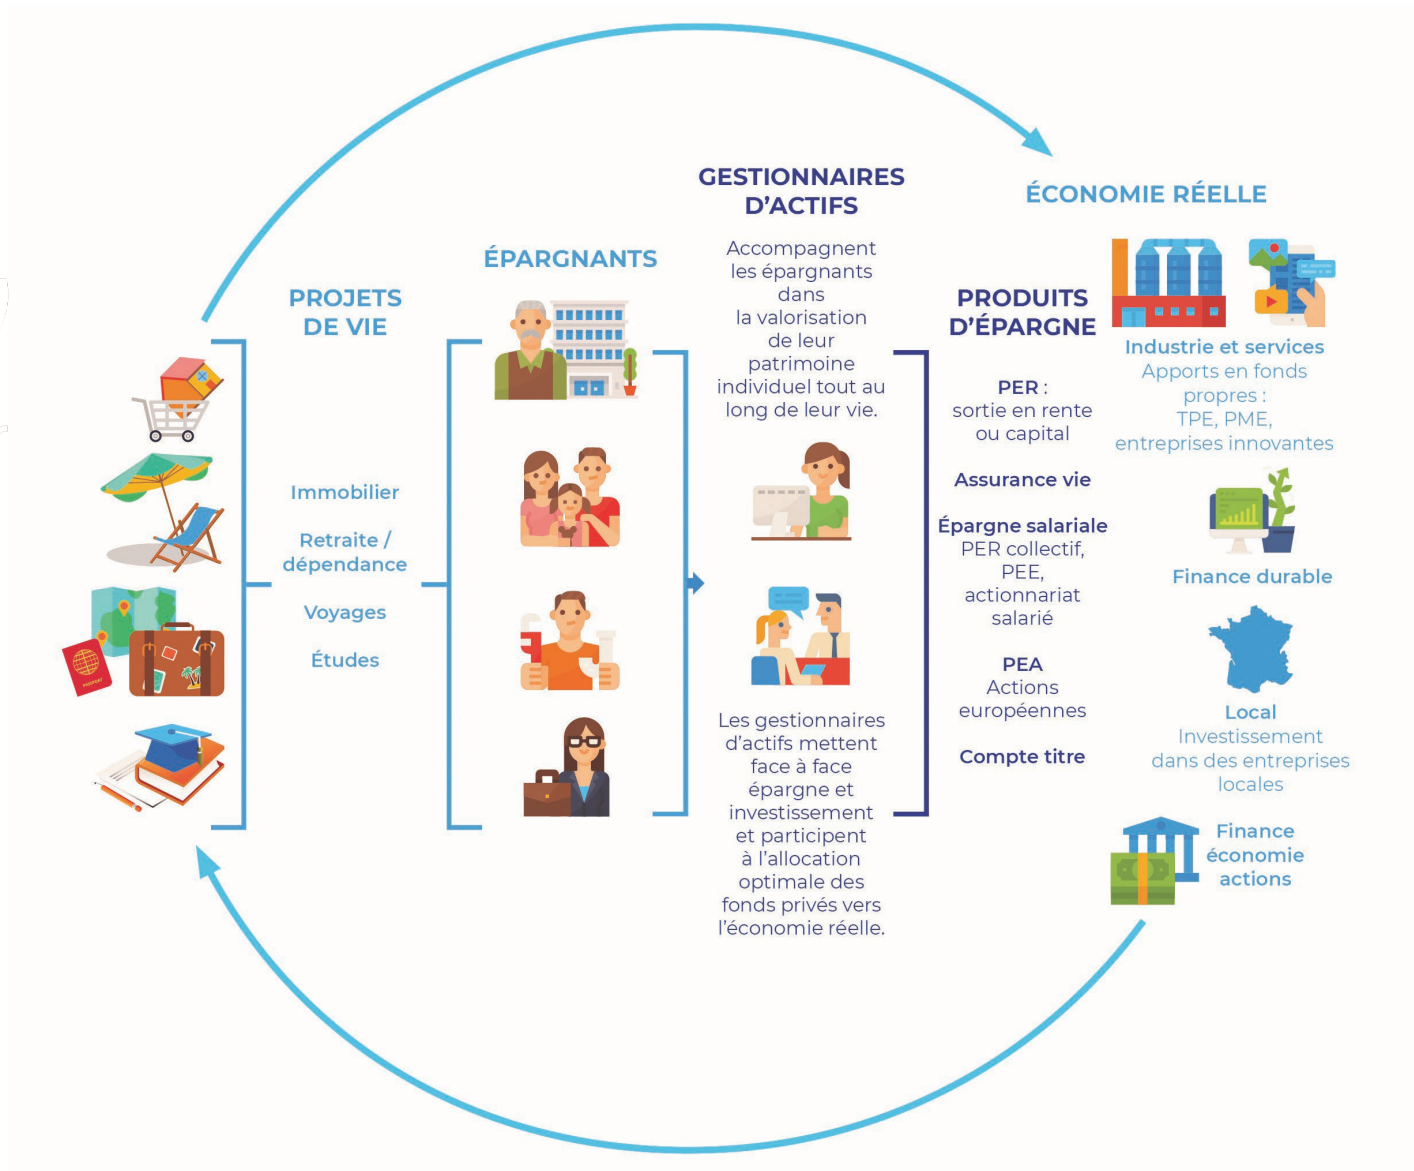 PROJETS
DE VIE
Immobilier
Retraite /
dépendance
Voyages
Études
PASSPORT
ÉPARGNANTS
GESTIONNAIRES
D’ACTIFS
Accompagnent
les épargnants
dans
la valorisation
de leur
patrimoine
individuel tout au
long de leur vie.
Les gestionnaires
d’actifs mettent
face à face
épargne et
investissement
et participent
à l’allocation
optimale des
fonds privés vers
l’économie réelle.
PRODUITS
D’ÉPARGNE
PER :
sortie en rente
ou capital
Assurance vie
Épargne salariale
PER collectif,
PEE,
actionnariat
salarié
PEA
Actions
européennes
Compte titre
ÉCONOMIE RÉELLE
Industrie et services
Apports en fonds
propres :
TPE, PME,
entreprises innovantes
Finance durable
Local
Investissement
dans des entreprises
locales
Finance
économie
actions